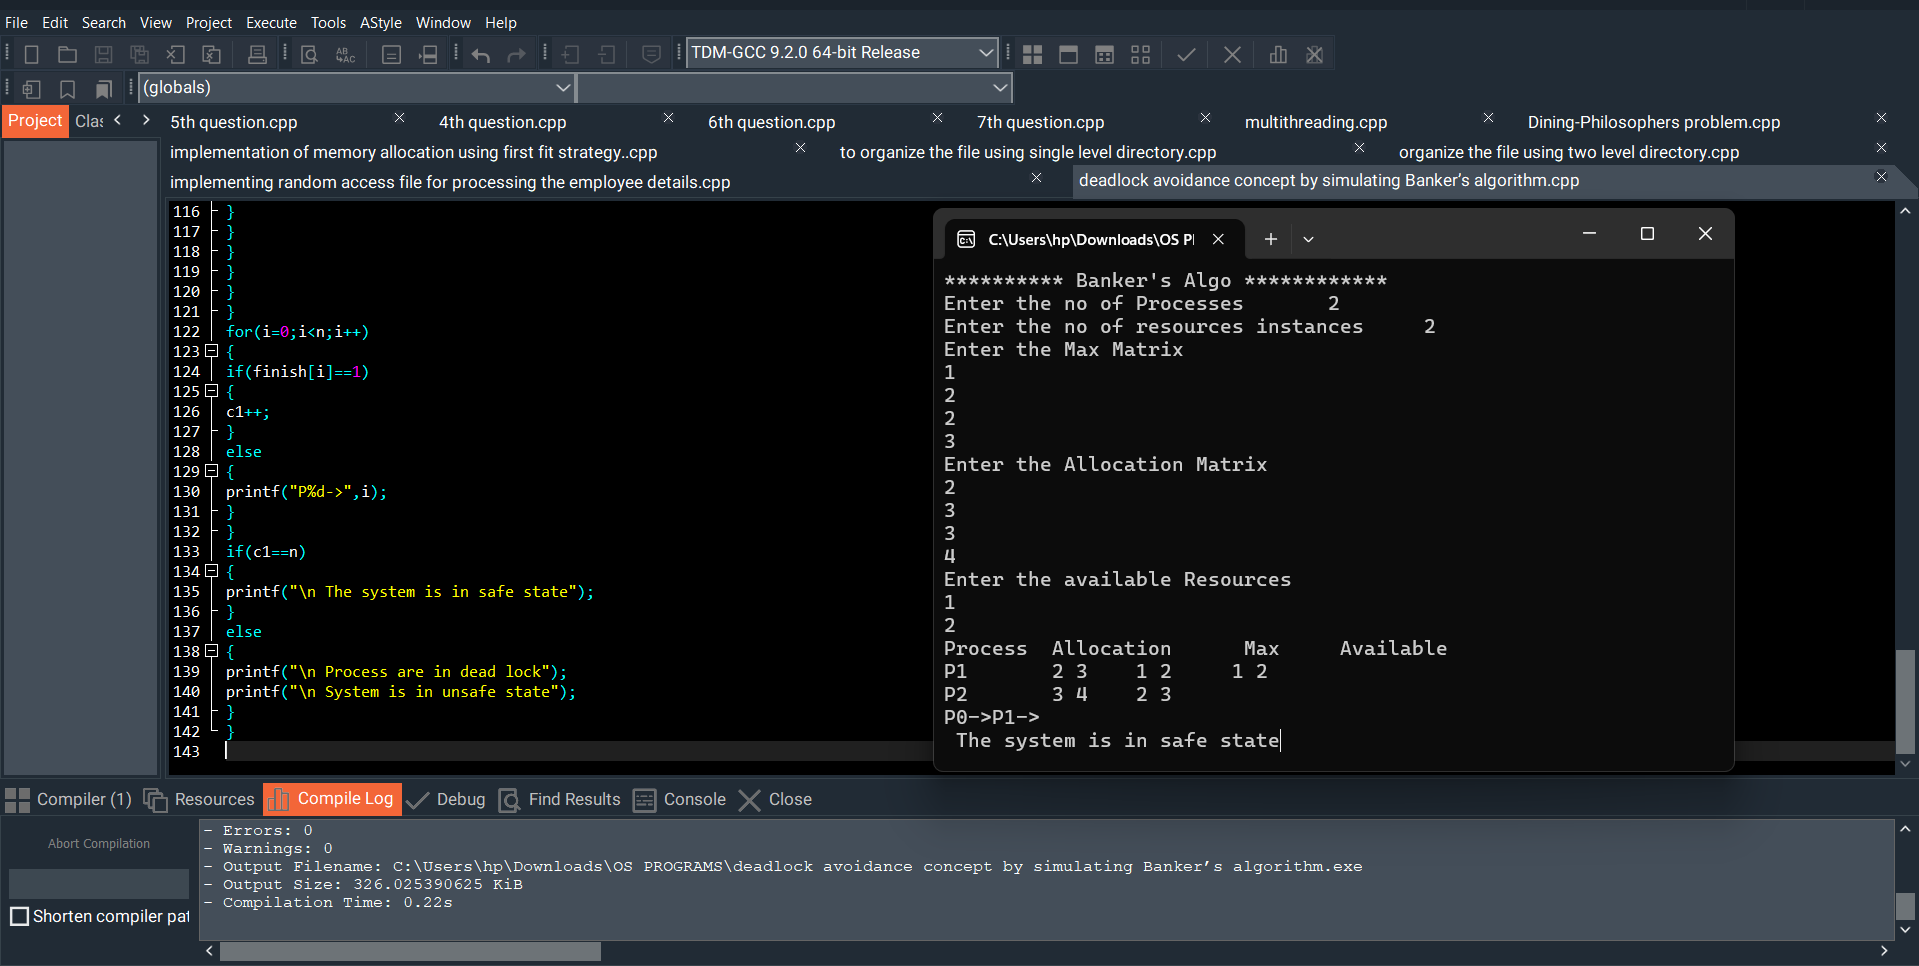 File Edit Search View Project Execute Tools AStyle Window Help
TDM-GCC 9.2.0 64-bit Release
(globals)
Project Clas
5th question.cpp 4th question.cpp 6th question.cpp 7th question.cpp multithreading.cpp Dining-Philosophers problem.cpp
implementation of memory allocation using first fit strategy..cpp to organize the file using single level directory.cpp organize the file using two level directory.cpp
implementing random access file for processing the employee details.cpp deadlock avoidance concept by simulating Banker’s algorithm.cpp
116 }
117 }
118 }
119 }
120 }
121 }
122 for(i=0;i<n;i++)
123 {
124 if(finish[i]==1)
125 {
126 c1++;
127 }
128 else
129 {
130 printf("P%d->",i);
131 }
132 }
133 if(c1==n)
134 {
135 printf("\n The system is in safe state");
136 }
137 else
138 {
139 printf("\n Process are in dead lock");
140 printf("\n System is in unsafe state");
141 }
142 }
143
C:\Users\hp\Downloads\OS P
********** Banker's Algo ************
Enter the no of Processes 2
Enter the no of resources instances 2
Enter the Max Matrix
1
2
2
3
Enter the Allocation Matrix
2
3
3
4
Enter the available Resources
1
2
Process Allocation Max Available
P1 2 3 1 2 1 2
P2 3 4 2 3
P0->P1->
The system is in safe state
Compiler (1) Resources Compile Log Debug Find Results Console Close
Abort Compilation
Shorten compiler pat
- Errors: 0
- Warnings: 0
- Output Filename: C:\Users\hp\Downloads\OS PROGRAMS\deadlock avoidance concept by simulating Banker’s algorithm.exe
- Output Size: 326.025390625 KiB
- Compilation Time: 0.22s